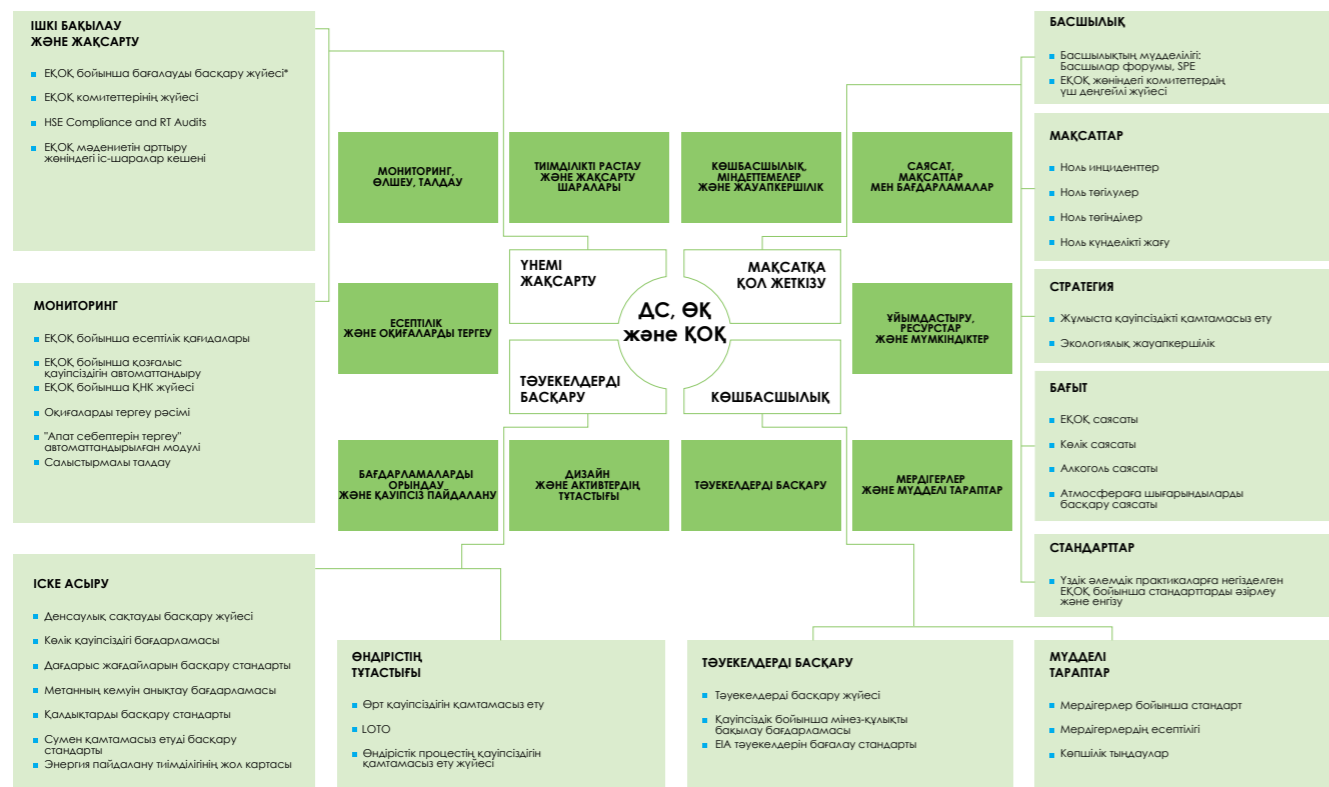 ІШКІ БАҚЫЛАУ
ЖӘНЕ ЖАҚСАРТУ
ЕҚОҚ бойынша бағалауды басқару жүйесі*
ЕҚОҚ комитеттерінің жүйесі
HSE Compliance and RT Audits
ЕҚОҚ мәдениетін арттыру
жөніндегі іс-шаралар кешені
МОНИТОРИНГ
ЕҚОҚ бойынша есептілік қағидалары
ЕҚОҚ бойынша қозғалыс
қауіпсіздігін автоматтандыру
ЕҚОҚ бойынша ҚНК жүйесі
Оқиғаларды тергеу рәсімі
"Апат себептерін тергеу"
автоматтандырылған модулі
Салыстырмалы талдау
ІСКЕ АСЫРУ
Денсаулық сақтауды басқару жүйесі
Көлік қауіпсіздігі бағдарламасы
Дағдарыс жағдайларын басқару стандарты
Метанның кемуін анықтау бағдарламасы
Қалдықтарды басқару стандарты
Сумен қамтамасыз етуді басқару
стандарты
Энергия пайдалану тиімділігінің жол картасы
МОНИТОРИНГ,
ӨЛШЕУ, ТАЛДАУ
ТИІМДІЛІКТІ РАСТАУ
ЖӘНЕ ЖАҚСАРТУ
ШАРАЛАРЫ
КӨШБАСШЫЛЫҚ,
МІНДЕТТЕМЕЛЕР
ЖӘНЕ ЖАУАПКЕРШІЛІК
САЯСАТ,
МАҚСАТТАР
МЕН БАҒДАРЛАМАЛАР
ЕСЕПТІЛІК
ЖӘНЕ ОҚИҒАЛАРДЫ ТЕРГЕУ
ҮНЕМІ
ЖАҚСАРТУ
МАҚСАТҚА
ҚОЛ ЖЕТКІЗУ
ДС, ӨҚ
және ҚОҚ
ТӘУЕКЕЛДЕРДІ
БАСҚАРУ
КӨШБАСШЫЛЫҚ
ҰЙЫМДАСТЫРУ,
РЕСУРСТАР
ЖӘНЕ МҮМКІНДІКТЕР
БАҒДАРЛАМАЛАРДЫ
ОРЫНДАУ
ЖӘНЕ ҚАУІПСІЗ ПАЙДАЛАНУ
ДИЗАЙН
ЖӘНЕ АКТИВТЕРДІҢ
ТҰТАСТЫҒЫ
ТӘУЕКЕЛДЕРДІ БАСҚАРУ
МЕРДІГЕРЛЕР
ЖӘНЕ МҮДДЕЛІ ТАРАПТАР
ӨНДІРІСТІҢ
ТҰТАСТЫҒЫ
Өрт қауіпсіздігін қамтамасыз ету
LOTO
Өндірістік процестің қауіпсіздігін
қамтамасыз ету жүйесі
ТӘУЕКЕЛДЕРДІ БАСҚАРУ
Тәуекелдерді басқару жүйесі
Қауіпсіздік бойынша мінез-құлықты
бақылау бағдарламасы
EIA тәуекелдерін бағалау стандарты
БАСШЫЛЫҚ
Басшылықтың мүдделілігі:
Басшылар форумы, SPE
ЕҚОҚ жөніндегі комитеттердің
үш деңгейлі жүйесі
МАҚСАТТАР
Ноль инциденттер
Ноль төгілулер
Ноль төгінділер
Ноль күнделікті жағу
СТРАТЕГИЯ
Жұмыста қауіпсіздікті қамтамасыз ету
Экологиялық жауапкершілік
БАҒЫТ
ЕҚОҚ саясаты
Көлік саясаты
Алкоголь саясаты
Атмосфераға шығарындыларды
басқару саясаты
СТАНДАРТТАР
Үздік әлемдік практикаларға негізделген
ЕҚОҚ бойынша стандарттарды әзірлеу
және енгізу
МҮДДЕЛІ
ТАРАПТАР
Мердігерлер бойынша стандарт
Мердігерлердің есептілігі
Көпшілік тыңдаулар